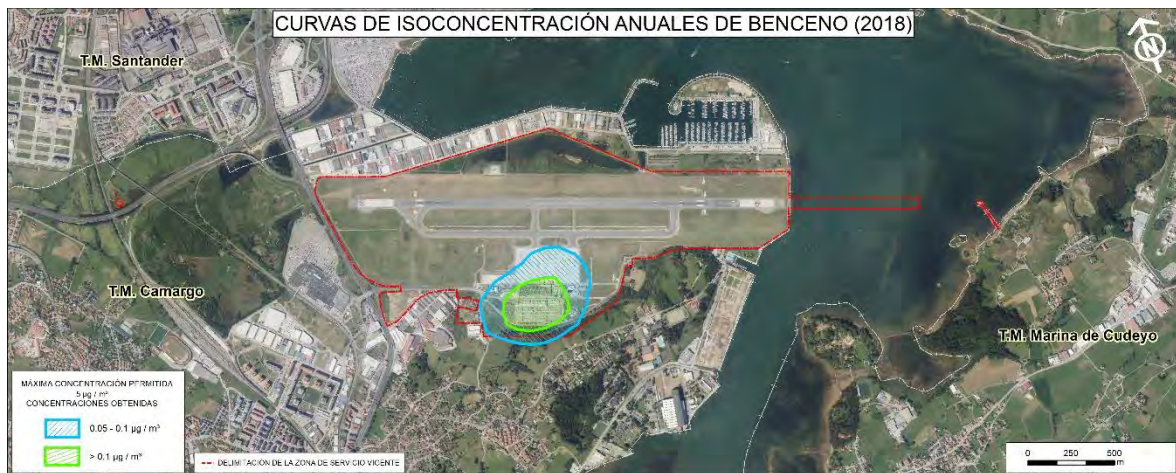 CURVAS DE ISOCONCENTRACIÓN ANUALES DE BENCENO (2018)
N
T.M. Santander
T.M. Camargo
T.M. Marina de Cudeyo
MÁXIMA CONCENTRACIÓN PERMITIDA
5 µg / m³
CONCENTRACIONES OBTENIDAS
0.05 - 0.1 µg / m³
> 0.1 µg / m³
DELIMITACIÓN DE LA ZONA DE SERVICIO VICENTE
0 250 500
m